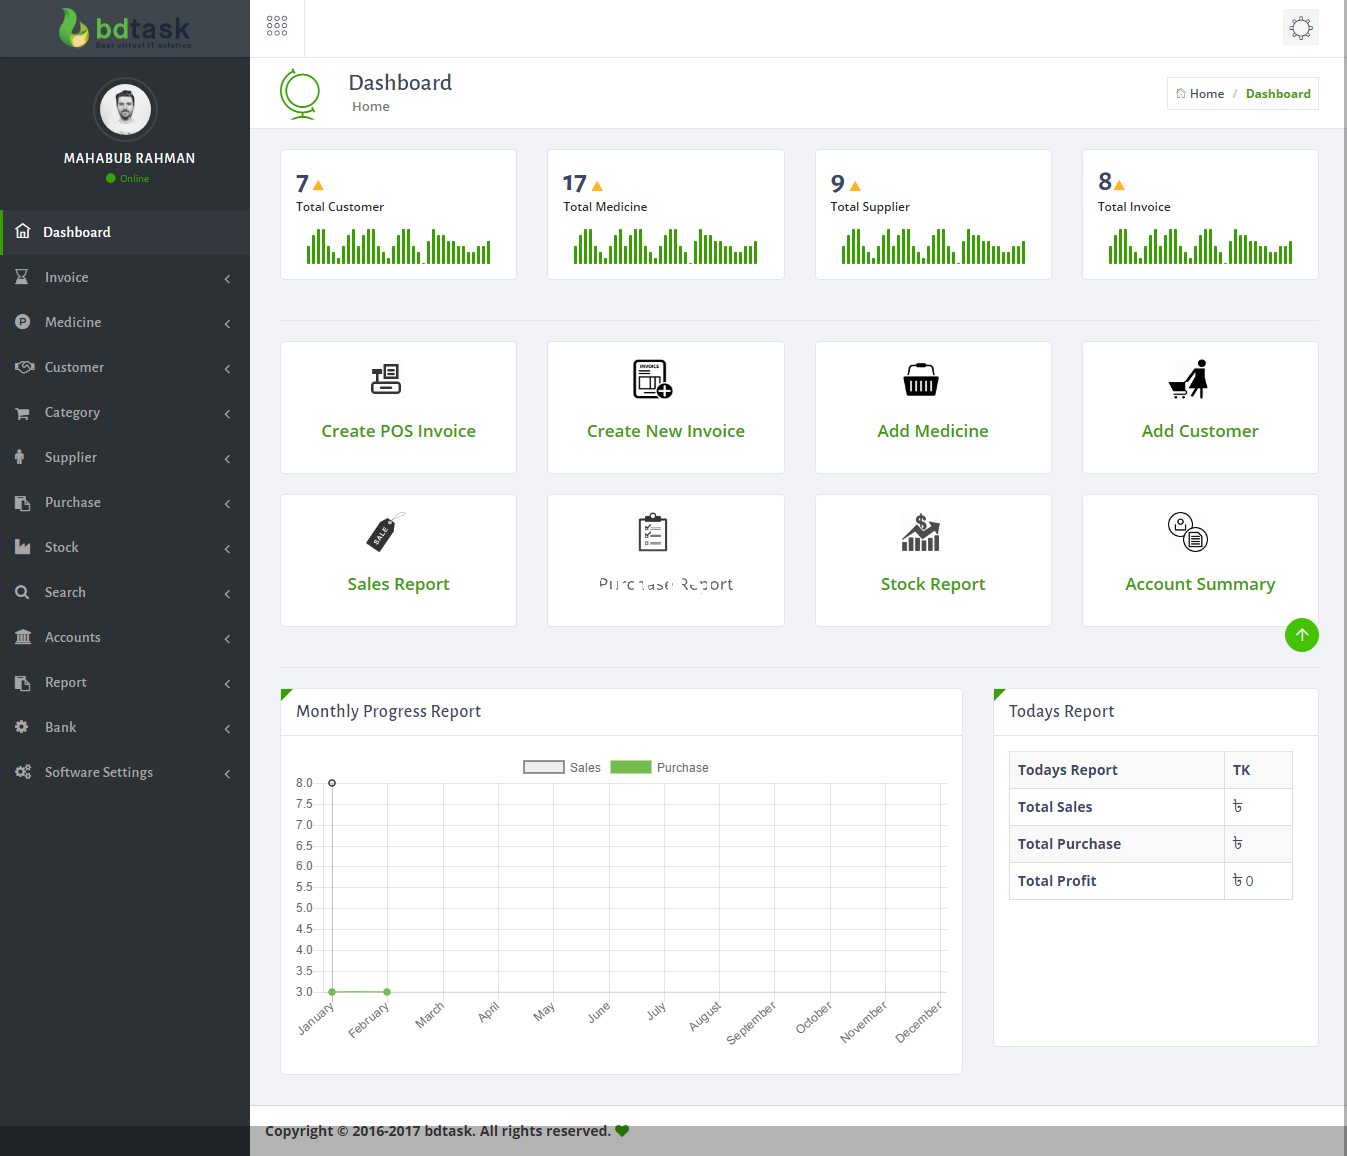 bdtask
Best virtual IT solution
MAHABUB RAHMAN
Online
Dashboard
Invoice
Medicine
Customer
Category
Supplier
Purchase
Stock
Search
Accounts
Report
Bank
Software Settings
Dashboard
Home
Home / Dashboard
7
Total Customer
17
Total Medicine
9
Total Supplier
8
Total Invoice
Create POS Invoice
INVOICE
Create New Invoice
Add Medicine
Add Customer
SALE
Sales Report
Purchase Report
$
Stock Report
Account Summary
Monthly Progress Report
Sales Purchase
8.0
7.5
7.0
6.5
6.0
5.5
5.0
4.5
4.0
3.5
3.0
January February March April May June July August September October November December
Todays Report
Todays Report TK
Total Sales ৳
Total Purchase ৳
Total Profit ৳ 0
Copyright © 2016-2017 bdtask. All rights reserved.